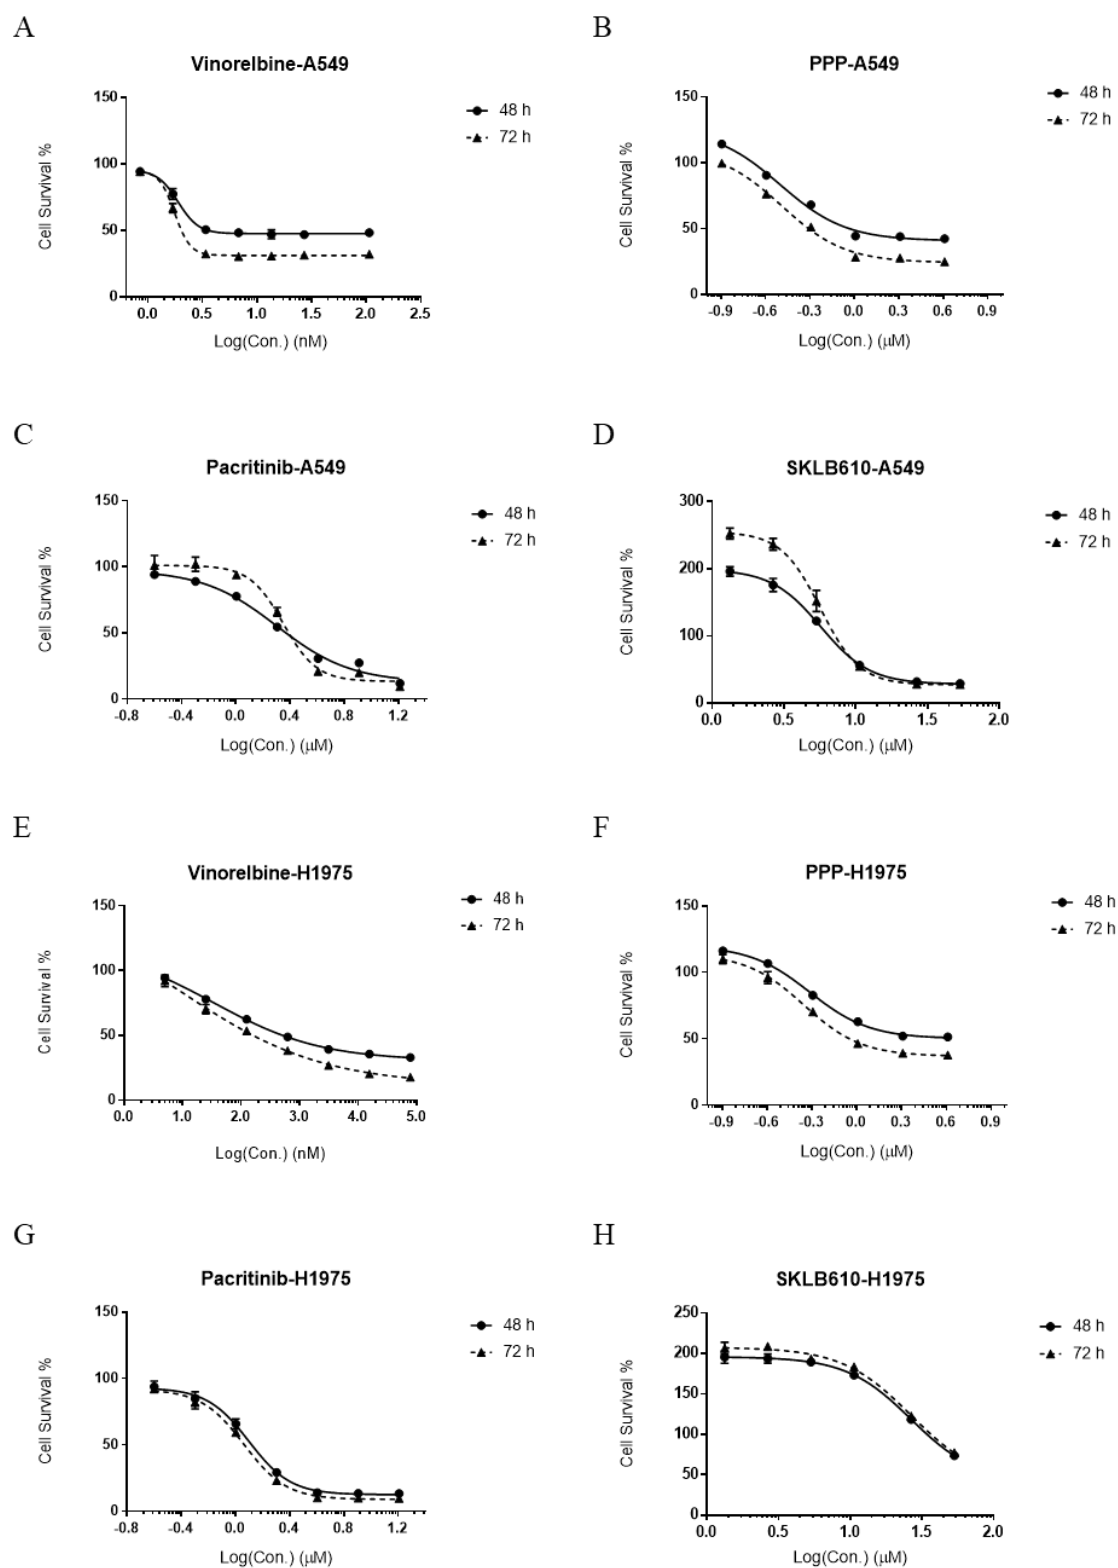 A
Vinorelbine-A549
150
100
50
0
Cell Survival %
0.0 0.5 1.0 1.5 2.0 2.5
Log(Con.) (nM)
48 h
72 h
B
PPP-A549
150
100
50
0
Cell Survival %
-0.9 -0.6 -0.3 0.0 0.3 0.6 0.9
Log(Con.) (μM)
48 h
72 h
C
Pacritinib-A549
150
100
50
0
Cell Survival %
-0.8 -0.4 0.0 0.4 0.8 1.2
Log(Con.) (μM)
48 h
72 h
D
SKLB610-A549
300
200
100
0
Cell Survival %
0.0 0.5 1.0 1.5 2.0
Log(Con.) (μM)
48 h
72 h
E
Vinorelbine-H1975
150
100
50
0
Cell Survival %
0.0 1.0 2.0 3.0 4.0 5.0
Log(Con.) (nM)
48 h
72 h
F
PPP-H1975
150
100
50
0
Cell Survival %
-0.9 -0.6 -0.3 0.0 0.3 0.6 0.9
Log(Con.) (μM)
48 h
72 h
G
Pacritinib-H1975
150
100
50
0
Cell Survival %
-0.8 -0.4 0.0 0.4 0.8 1.2
Log(Con.) (μM)
48 h
72 h
H
SKLB610-H1975
250
200
150
100
50
0
Cell Survival %
0.0 0.5 1.0 1.5 2.0
Log(Con.) (μM)
48 h
72 h